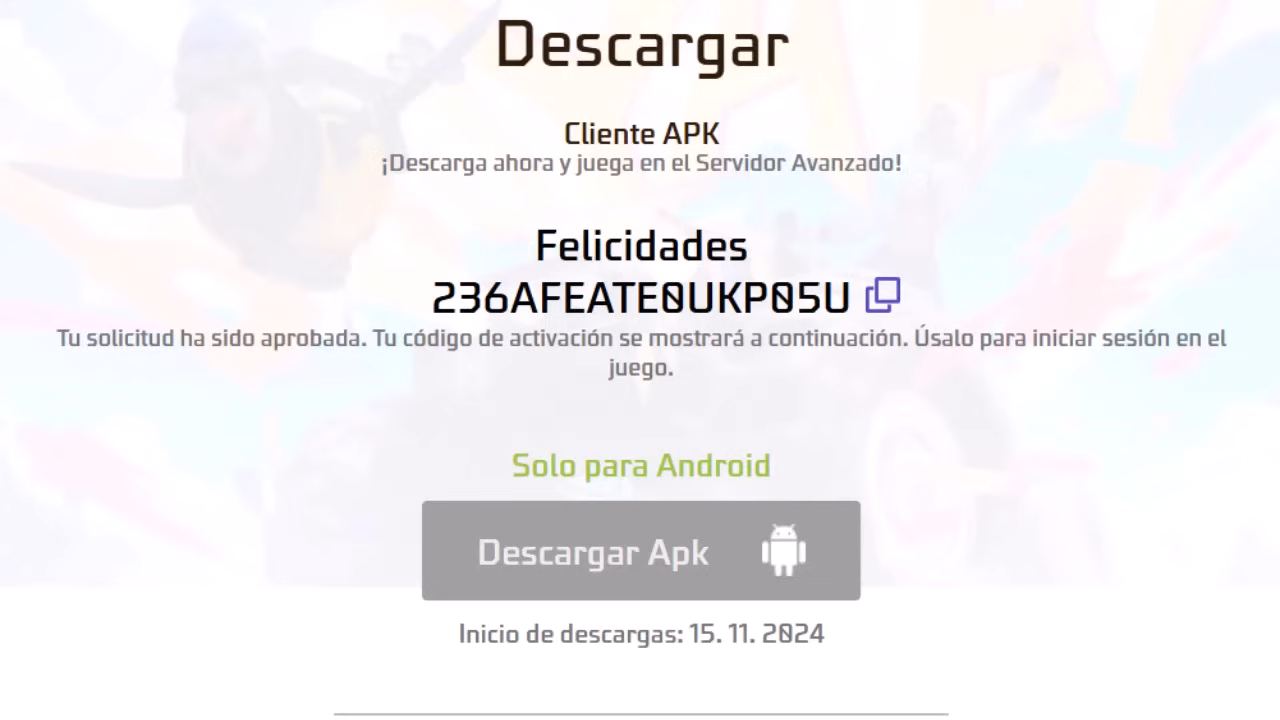 Descargar
Cliente APK
¡Descarga ahora y juega en el Servidor Avanzado!
Felicidades
236AFEATE0UKP05U
Tu solicitud ha sido aprobada. Tu código de activación se mostrará a continuación. Úsalo para iniciar sesión en el
juego.
Solo para Android
Descargar Apk
Inicio de descargas: 15. 11. 2024